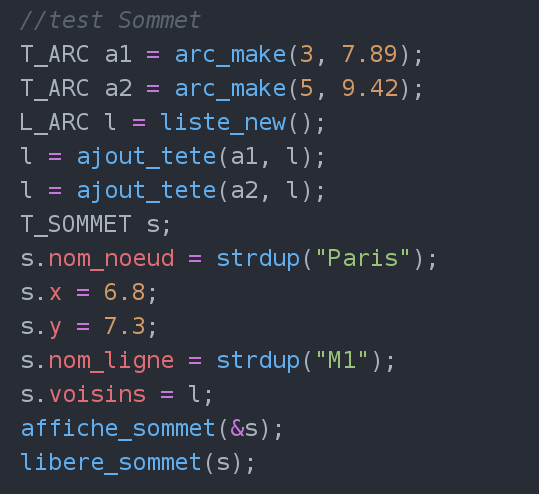 //test Sommet
T_ARC a1 = arc_make(3, 7.89);
T_ARC a2 = arc_make(5, 9.42);
L_ARC l = liste_new();
l = ajout_tete(a1, l);
l = ajout_tete(a2, l);
T_SOMMET s;
s.nom_noeud = strdup("Paris");
s.x = 6.8;
s.y = 7.3;
s.nom_ligne = strdup("M1");
s.voisins = l;
affiche_sommet(&s);
libere_sommet(s);